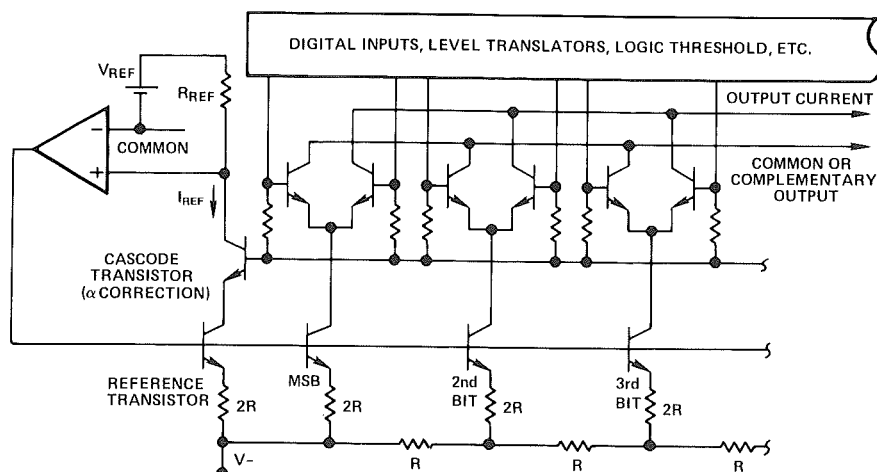 DIGITAL INPUTS, LEVEL TRANSLATORS, LOGIC THRESHOLD, ETC.
VREF
RREF
OUTPUT CURRENT
−
COMMON
+
COMMON OR
COMPLEMENTARY
OUTPUT
IREF
CASCODE
TRANSISTOR
(α CORRECTION)
REFERENCE
TRANSISTOR
MSB
2nd
BIT
3rd
BIT
2R
2R
2R
2R
V−
R
R
R